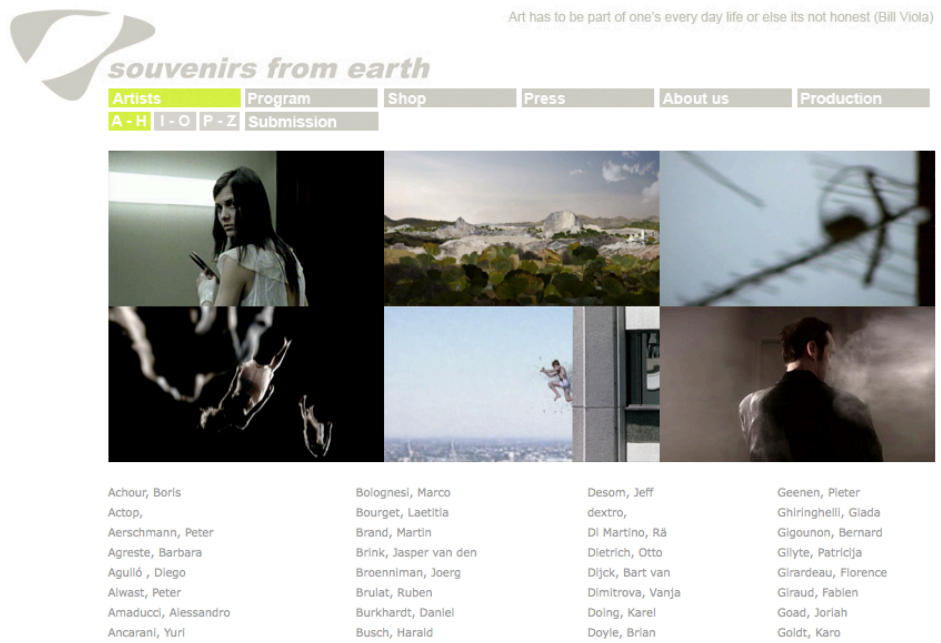 Art has to be part of one's every day life or else its not honest (Bill Viola)
souvenirs from earth
Artists Program Shop Press About us Production
A - H I - O P - Z Submission
Achour, Boris Bolognesi, Marco Desom, Jeff Geenen, Pieter
Actop, Bourget, Laetitia dextro, Ghiringhelli, Giada
Aerschmann, Peter Brand, Martin Di Martino, Rä Gigounon, Bernard
Agreste, Barbara Brink, Jasper van den Dietrich, Otto Gilyte, Patricija
Agulló , Diego Broenniman, Joerg Dijck, Bart van Girardeau, Florence
Alwast, Peter Brulat, Ruben Dimitrova, Vanja Giraud, Fabien
Amaducci, Alessandro Burkhardt, Daniel Doing, Karel Goad, Joriah
Ancarani, Yuri Busch, Harald Doyle, Brian Goldt, Karo